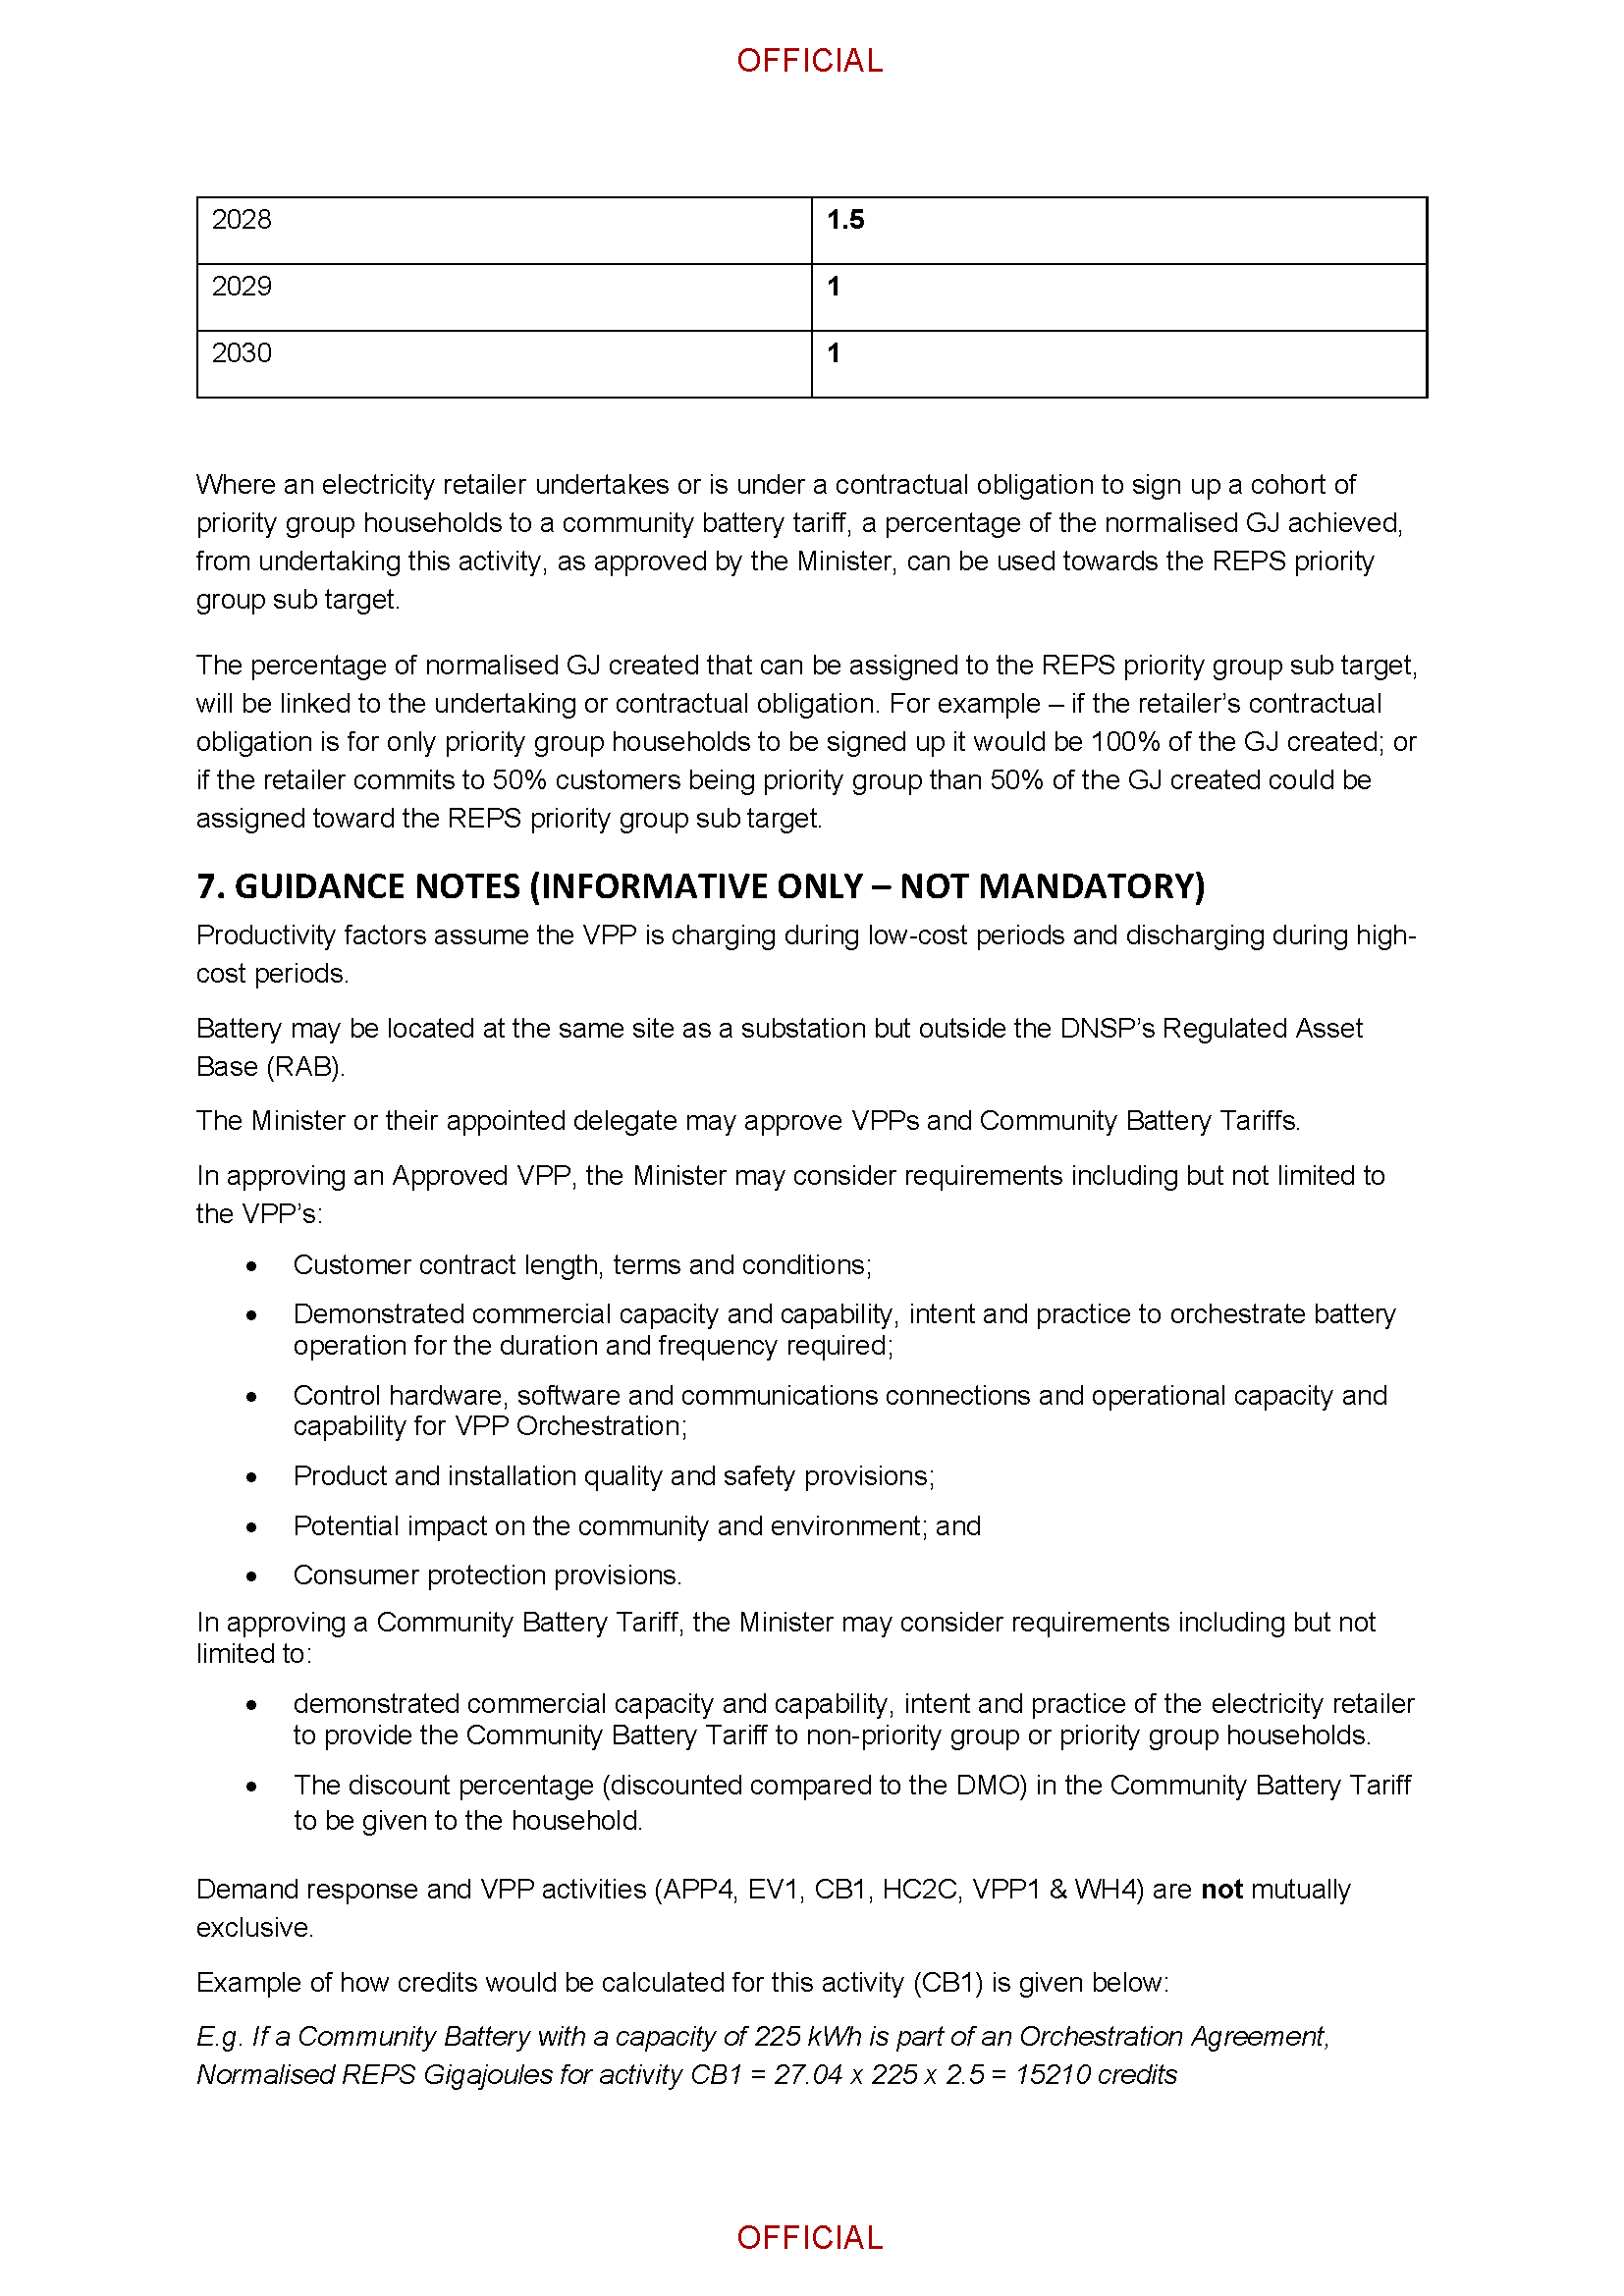 OFFICIAL
2028 1.5
2029 1
2030 1
Where an electricity retailer undertakes or is under a contractual obligation to sign up a cohort of
priority group households to a community battery tariff, a percentage of the normalised GJ achieved,
from undertaking this activity, as approved by the Minister, can be used towards the REPS priority
group sub target.
The percentage of normalised GJ created that can be assigned to the REPS priority group sub target,
will be linked to the undertaking or contractual obligation. For example – if the retailer’s contractual
obligation is for only priority group households to be signed up it would be 100% of the GJ created; or
if the retailer commits to 50% customers being priority group than 50% of the GJ created could be
assigned toward the REPS priority group sub target.
7. GUIDANCE NOTES (INFORMATIVE ONLY – NOT MANDATORY)
Productivity factors assume the VPP is charging during low-cost periods and discharging during high-
cost periods.
Battery may be located at the same site as a substation but outside the DNSP’s Regulated Asset
Base (RAB).
The Minister or their appointed delegate may approve VPPs and Community Battery Tariffs.
In approving an Approved VPP, the Minister may consider requirements including but not limited to
the VPP’s:
• Customer contract length, terms and conditions;
• Demonstrated commercial capacity and capability, intent and practice to orchestrate battery
operation for the duration and frequency required;
• Control hardware, software and communications connections and operational capacity and
capability for VPP Orchestration;
• Product and installation quality and safety provisions;
• Potential impact on the community and environment; and
• Consumer protection provisions.
In approving a Community Battery Tariff, the Minister may consider requirements including but not
limited to:
• demonstrated commercial capacity and capability, intent and practice of the electricity retailer
to provide the Community Battery Tariff to non-priority group or priority group households.
• The discount percentage (discounted compared to the DMO) in the Community Battery Tariff
to be given to the household.
Demand response and VPP activities (APP4, EV1, CB1, HC2C, VPP1 & WH4) are not mutually
exclusive.
Example of how credits would be calculated for this activity (CB1) is given below:
E.g. If a Community Battery with a capacity of 225 kWh is part of an Orchestration Agreement,
Normalised REPS Gigajoules for activity CB1 = 27.04 x 225 x 2.5 = 15210 credits
OFFICIAL